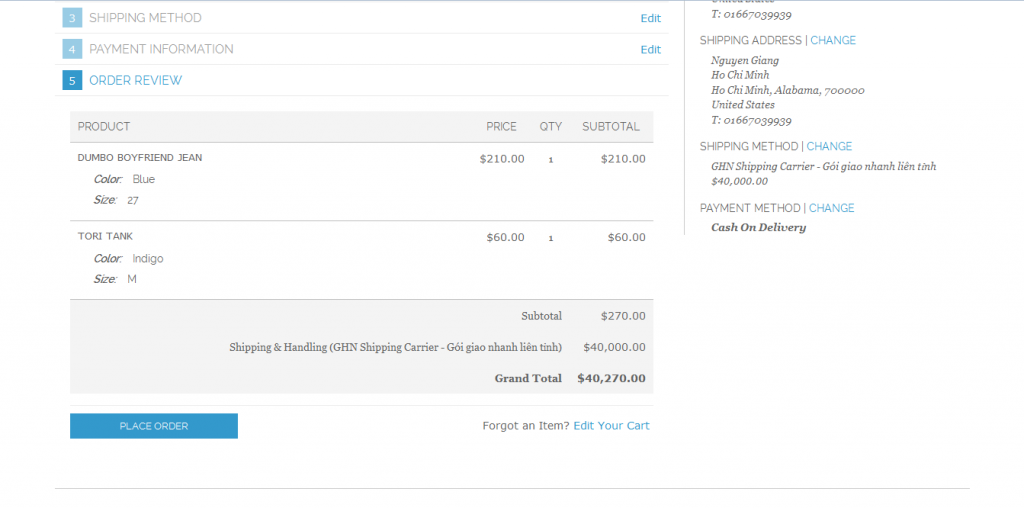 3 SHIPPING METHOD Edit
4 PAYMENT INFORMATION Edit
5 ORDER REVIEW
PRODUCT PRICE QTY SUBTOTAL
DUMBO BOYFRIEND JEAN $210.00 1 $210.00
Color: Blue
Size: 27
TORI TANK $60.00 1 $60.00
Color: Indigo
Size: M
Subtotal $270.00
Shipping & Handling (GHN Shipping Carrier - Gói giao nhanh liên tỉnh) $40,000.00
Grand Total $40,270.00
PLACE ORDER
Forgot an Item? Edit Your Cart
T: 01667039939
SHIPPING ADDRESS | CHANGE
Nguyen Giang
Ho Chi Minh
Ho Chi Minh, Alabama, 700000
United States
T: 01667039939
SHIPPING METHOD | CHANGE
GHN Shipping Carrier - Gói giao nhanh liên tỉnh
$40,000.00
PAYMENT METHOD | CHANGE
Cash On Delivery